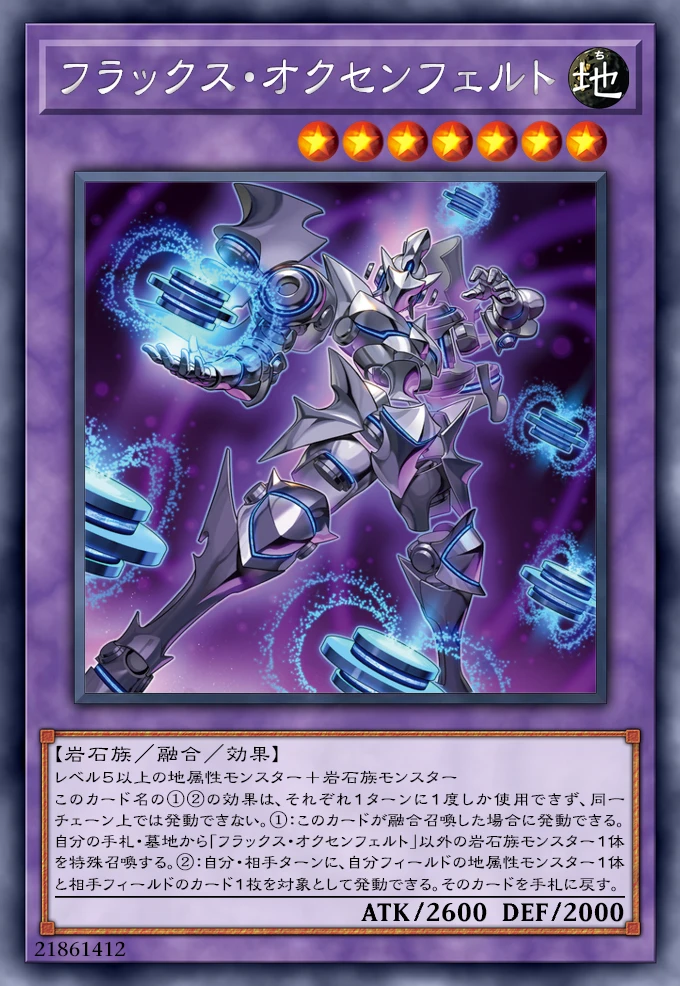 フラックス・オクセンフェルト
ち
地
【岩石族／融合／効果】
レベル５以上の地属性モンスター＋岩石族モンスター
このカード名の①②の効果は、それぞれ１ターンに１度しか使用できず、同一
チェーン上では発動できない。①：このカードが融合召喚した場合に発動できる。
自分の手札・墓地から「フラックス・オクセンフェルト」以外の岩石族モンスター１体
を特殊召喚する。②：自分・相手ターンに、自分フィールドの地属性モンスター１体
と相手フィールドのカード１枚を対象として発動できる。そのカードを手札に戻す。
ATK/2600 DEF/2000
21861412